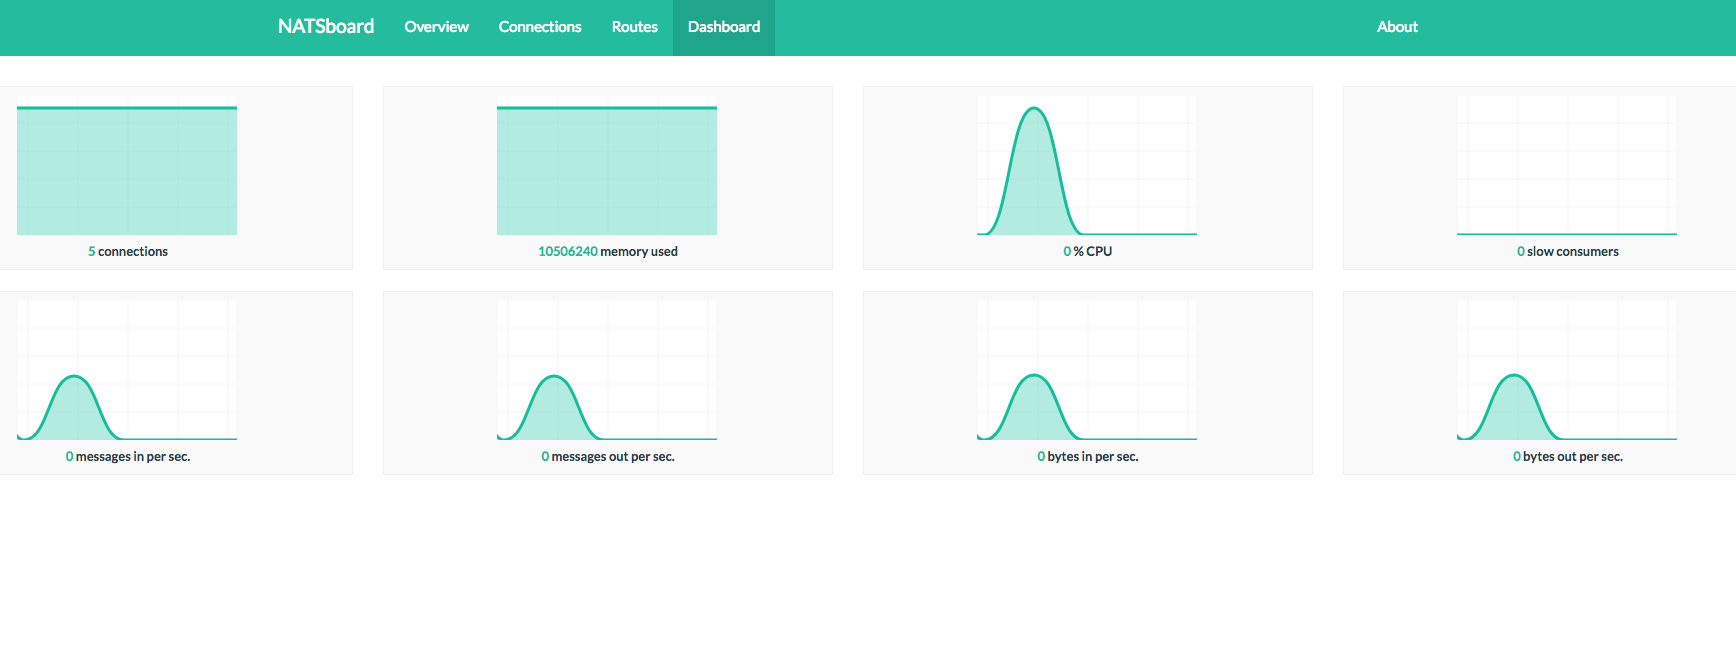 NATSboard Overview Connections Routes Dashboard About
5 connections
10506240 memory used
0 % CPU
0 slow consumers
0 messages in per sec.
0 messages out per sec.
0 bytes in per sec.
0 bytes out per sec.